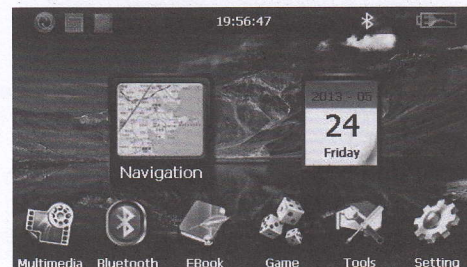 19:56:47
2013 - 05
24
Friday
Navigation
Multimedia Bluetooth EBook Game Tools Setting